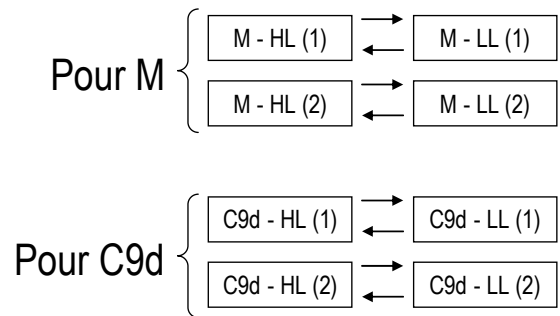 Pour M
M - HL (1)
M - LL (1)
M - HL (2)
M - LL (2)
Pour C9d
C9d - HL (1)
C9d - LL (1)
C9d - HL (2)
C9d - LL (2)